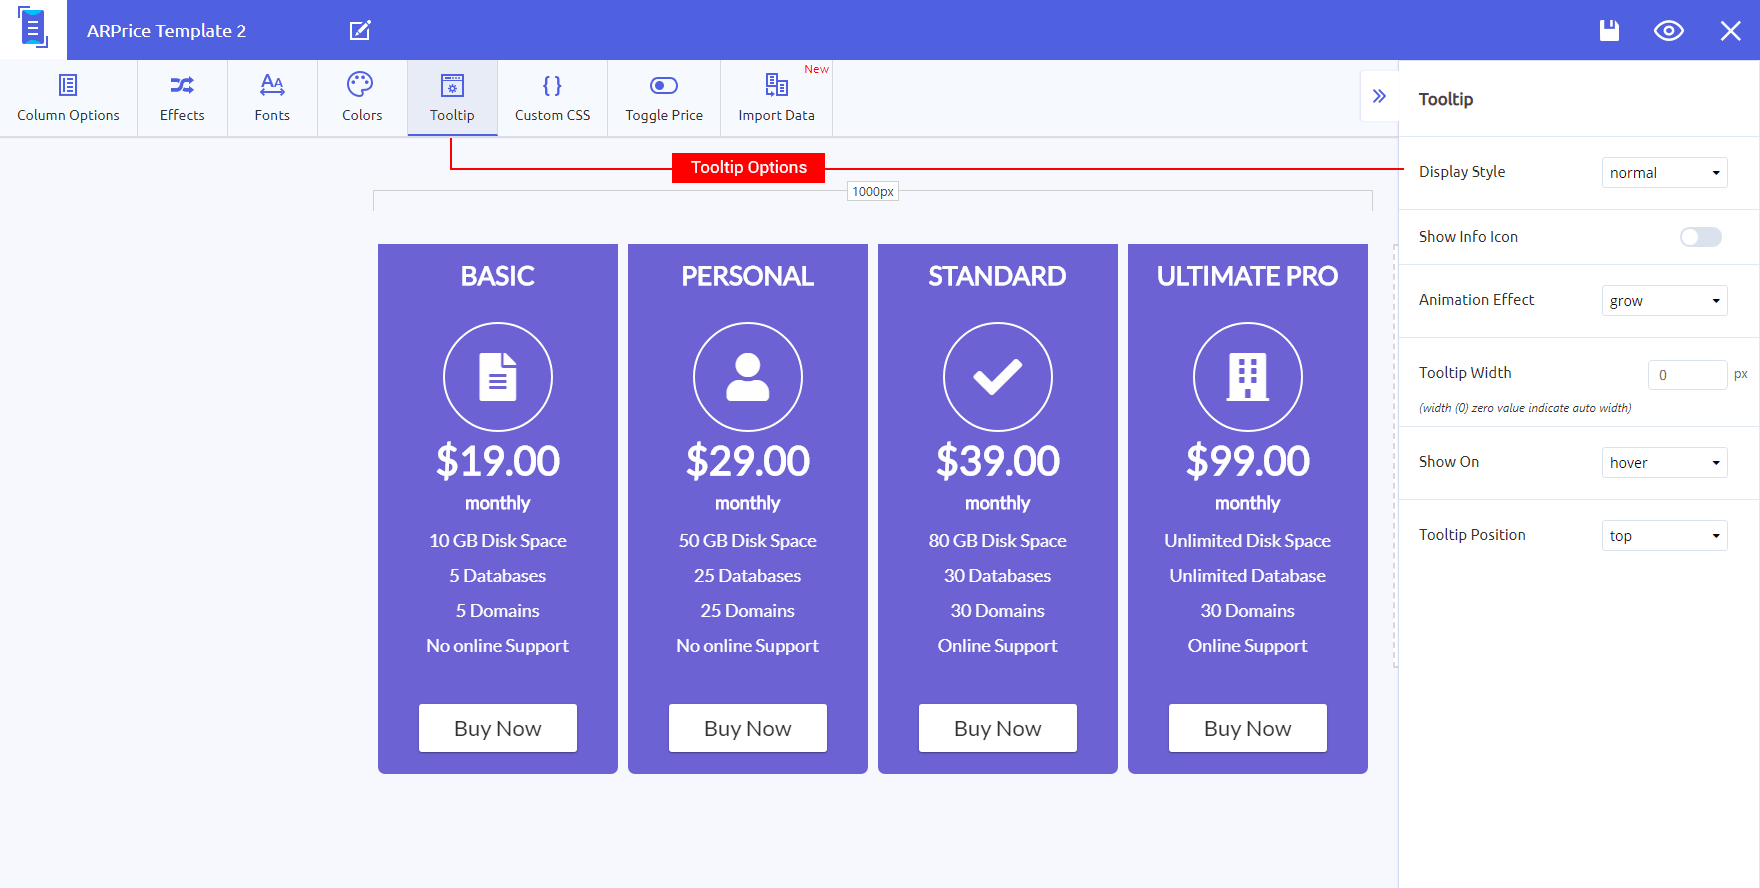 ARPrice Template 2
Column Options
Effects
Fonts
Colors
Tooltip
{ }
Custom CSS
Toggle Price
New
Import Data
Tooltip
Tooltip Options
Display Style
normal
1000px
Show Info Icon
Animation Effect
grow
Tooltip Width
0
px
(width (0) zero value indicate auto width)
Show On
hover
Tooltip Position
top
BASIC
$19.00
monthly
10 GB Disk Space
5 Databases
5 Domains
No online Support
Buy Now
PERSONAL
$29.00
monthly
50 GB Disk Space
25 Databases
25 Domains
No online Support
Buy Now
STANDARD
$39.00
monthly
80 GB Disk Space
30 Databases
30 Domains
Online Support
Buy Now
ULTIMATE PRO
$99.00
monthly
Unlimited Disk Space
Unlimited Database
30 Domains
Online Support
Buy Now